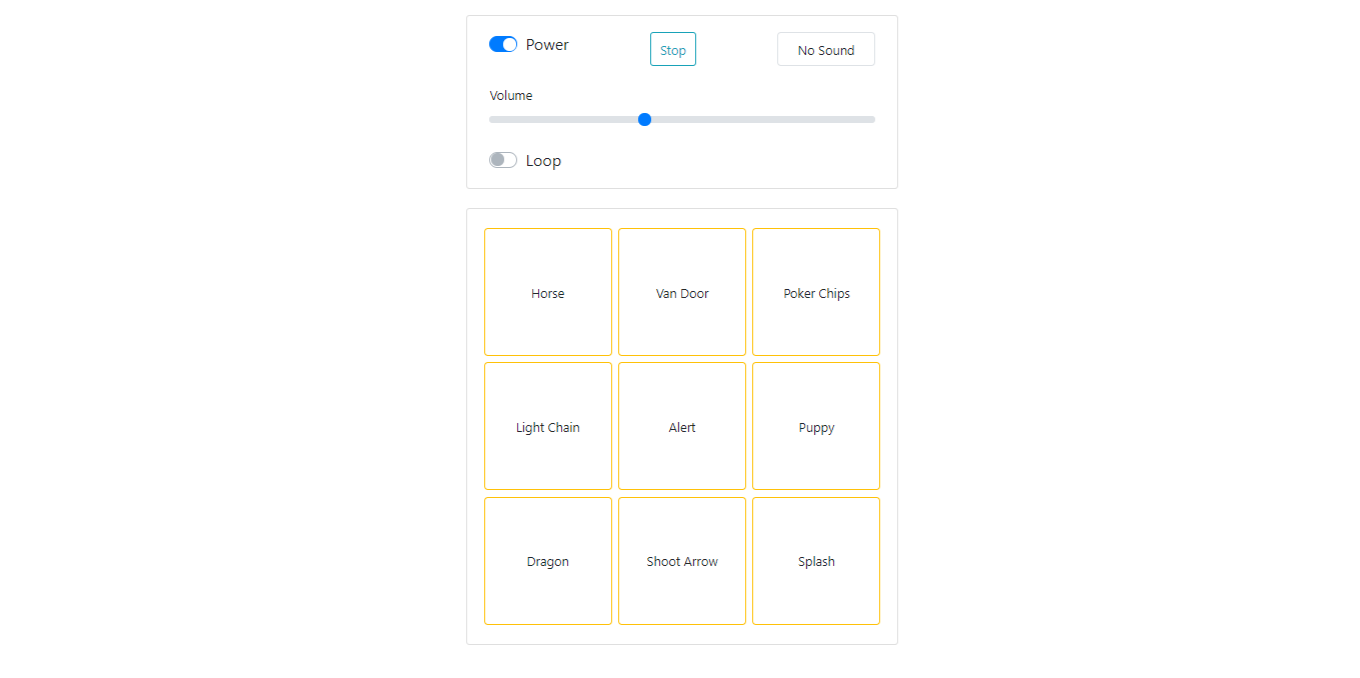 Power Stop No Sound
Volume
Loop
Horse Van Door Poker Chips
Light Chain Alert Puppy
Dragon Shoot Arrow Splash